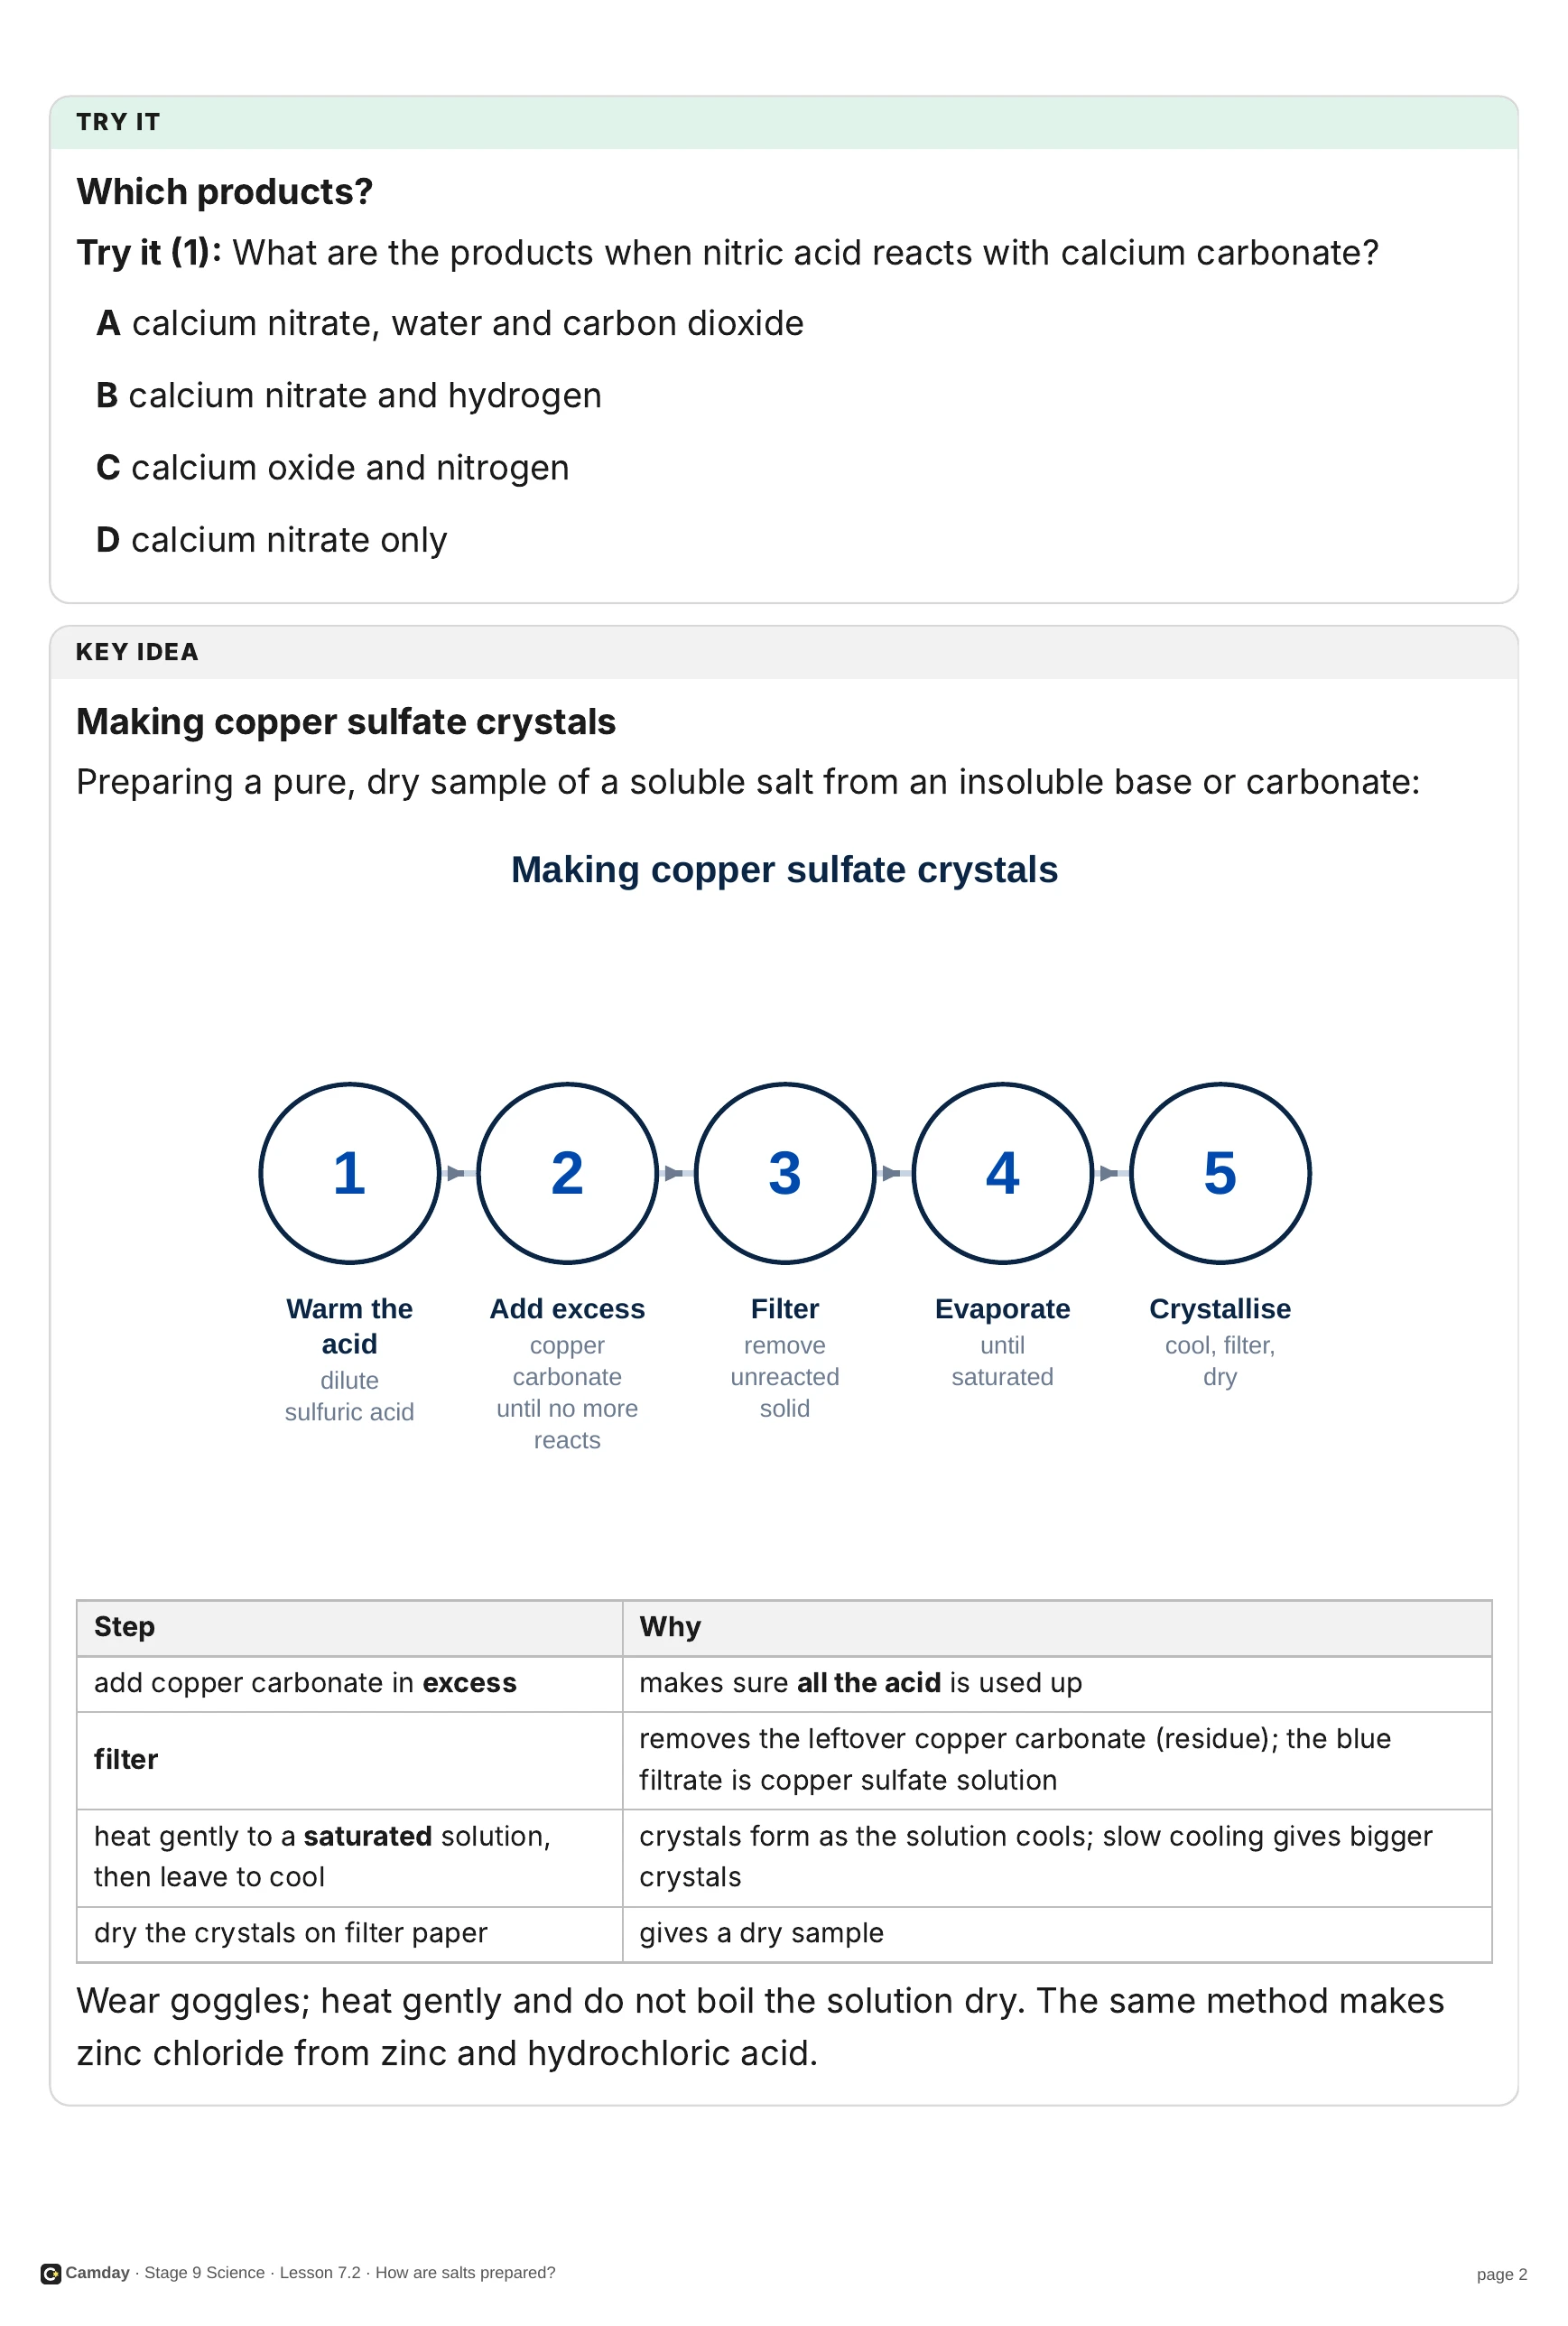 TRY IT
Which products?
Try it (1): What are the products when nitric acid reacts with calcium carbonate?
A calcium nitrate, water and carbon dioxide
B calcium nitrate and hydrogen
C calcium oxide and nitrogen
D calcium nitrate only
KEY IDEA
Making copper sulfate crystals
Preparing a pure, dry sample of a soluble salt from an insoluble base or carbonate:
Making copper sulfate crystals
1
2
3
4
5
Warm the
acid
dilute
sulfuric acid
Add excess
copper
carbonate
until no more
reacts
Filter
remove
unreacted
solid
Evaporate
until
saturated
Crystallise
cool, filter,
dry
Step
Why
add copper carbonate in excess
makes sure all the acid is used up
filter
removes the leftover copper carbonate (residue); the blue
filtrate is copper sulfate solution
heat gently to a saturated solution,
then leave to cool
crystals form as the solution cools; slow cooling gives bigger
crystals
dry the crystals on filter paper
gives a dry sample
Wear goggles; heat gently and do not boil the solution dry. The same method makes
zinc chloride from zinc and hydrochloric acid.
Camday · Stage 9 Science · Lesson 7.2 · How are salts prepared?
page 2